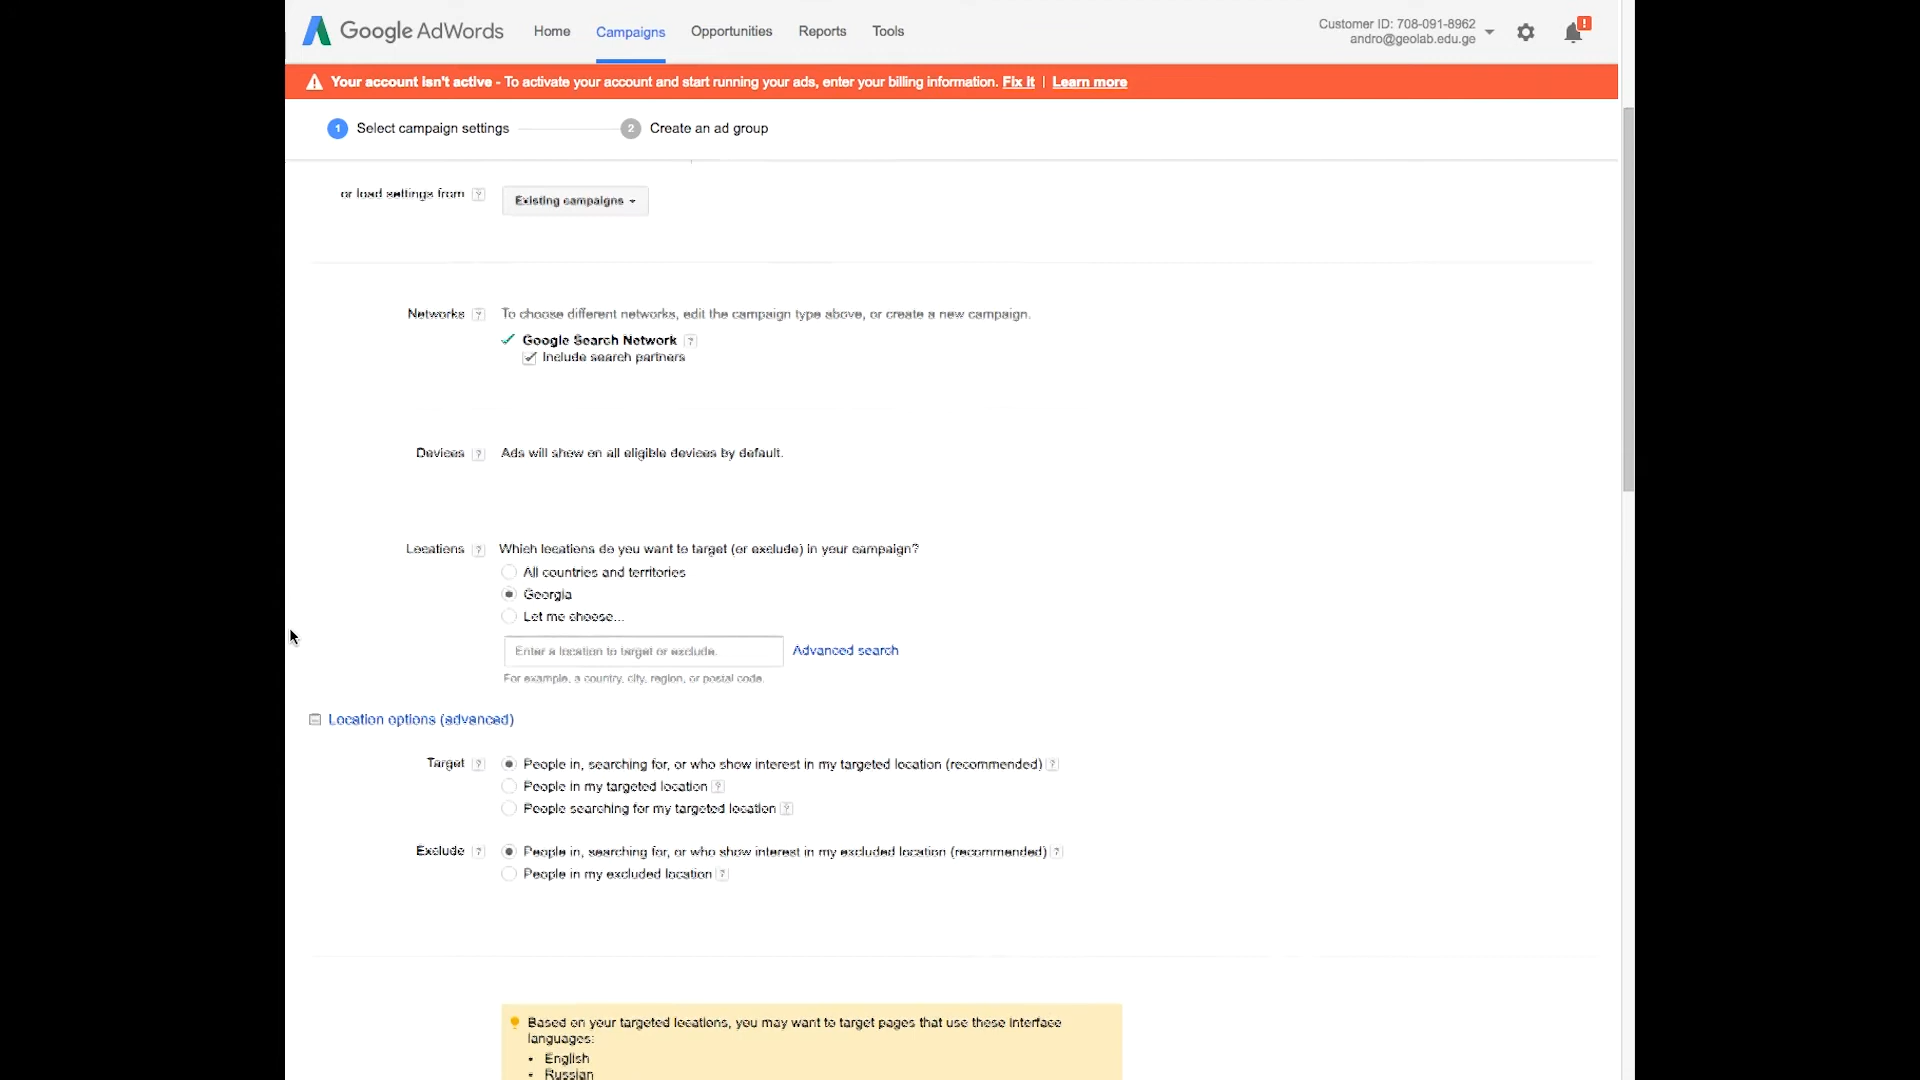 Google AdWords Home Campaigns Opportunities Reports Tools
Customer ID: 708-091-8962
andro@geolab.edu.ge
!
Your account isn't active - To activate your account and start running your ads, enter your billing information. Fix it | Learn more
1 Select campaign settings 2 Create an ad group
or load settings from ? Existing campaigns
Networks ? To choose different networks, edit the campaign type above, or create a new campaign.
Google Search Network ?
Include search partners
Devices ? Ads will show on all eligible devices by default.
Locations ? Which locations do you want to target (or exclude) in your campaign?
All countries and territories
Georgia
Let me choose...
Enter a location to target or exclude. Advanced search
For example, a country, city, region, or postal code.
Location options (advanced)
Target ? People in, searching for, or who show interest in my targeted location (recommended) ?
People in my targeted location ?
People searching for my targeted location ?
Exclude ? People in, searching for, or who show interest in my excluded location (recommended) ?
People in my excluded location ?
Based on your targeted locations, you may want to target pages that use these interface
languages:
• English
• Russian